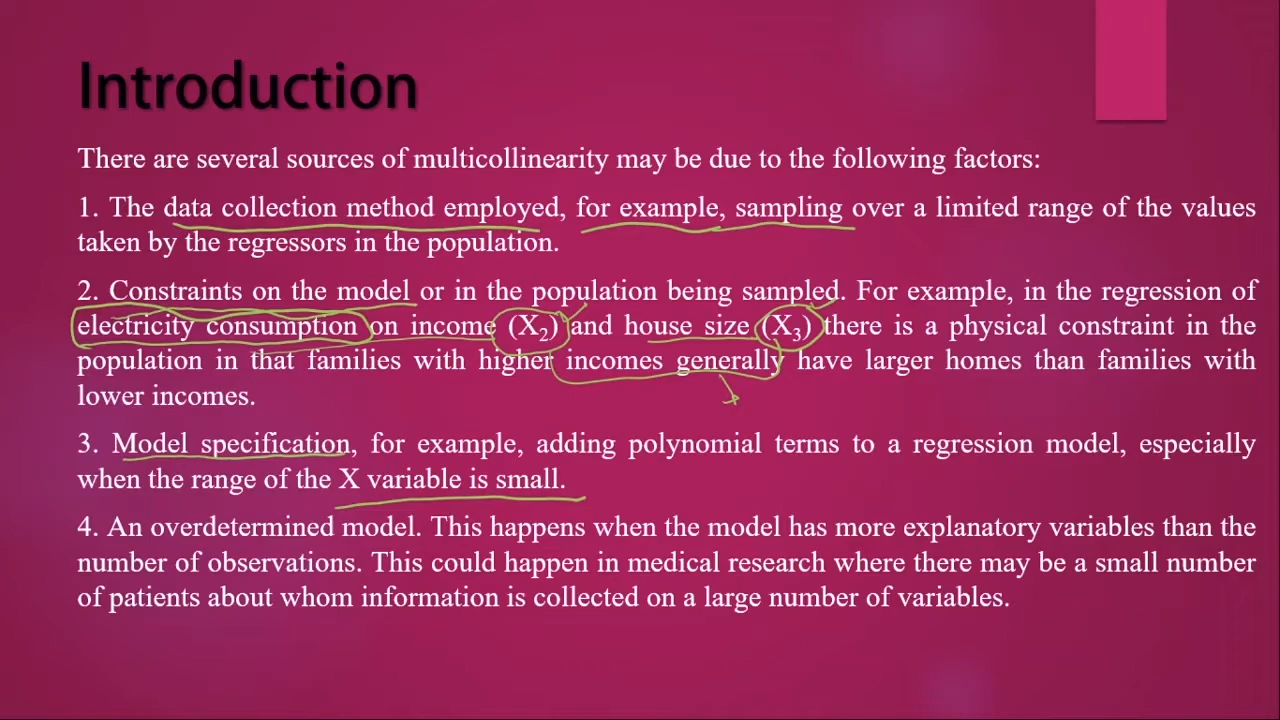 Introduction
There are several sources of multicollinearity may be due to the following factors:
1. The data collection method employed, for example, sampling over a limited range of the values
taken by the regressors in the population.
2. Constraints on the model or in the population being sampled. For example, in the regression of
electricity consumption on income (X₂) and house size (X₃) there is a physical constraint in the
population in that families with higher incomes generally have larger homes than families with
lower incomes.
3. Model specification, for example, adding polynomial terms to a regression model, especially
when the range of the X variable is small.
4. An overdetermined model. This happens when the model has more explanatory variables than the
number of observations. This could happen in medical research where there may be a small number
of patients about whom information is collected on a large number of variables.